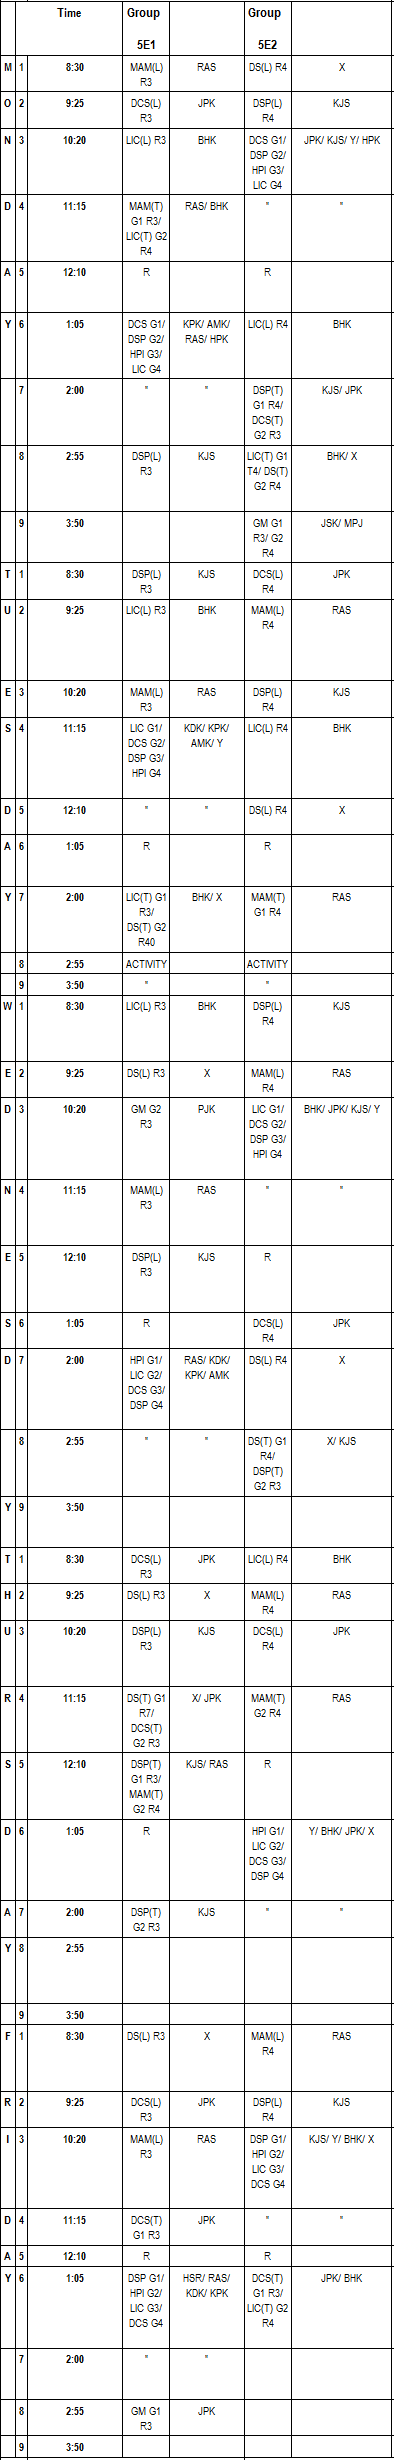 Time Group Group
5E1 5E2
M 1 8:30 MAM(L) RAS DS(L) R4 X
R3
O 2 9:25 DCS(L) JPK DSP(L) KJS
R3 R4
N 3 10:20 LIC(L) R3 BHK DCS G1/ JPK/ KJS/ Y/ HPK
DSP G2/
HPI G3/
LIC G4
D 4 11:15 MAM(T) RAS/ BHK " "
G1 R3/
LIC(T) G2
R4
A 5 12:10 R R
Y 6 1:05 DCS G1/ KPK/ AMK/ LIC(L) R4 BHK
DSP G2/ RAS/ HPK
HPI G3/
LIC G4
7 2:00 " " DSP(T) KJS/ JPK
G1 R4/
DCS(T)
G2 R3
8 2:55 DSP(L) KJS LIC(T) G1 BHK/ X
R3 T4/ DS(T)
G2 R4
9 3:50 GM G1 JSK/ MPJ
R3/ G2
R4
T 1 8:30 DSP(L) KJS DCS(L) JPK
R3 R4
U 2 9:25 LIC(L) R3 BHK MAM(L) RAS
R4
E 3 10:20 MAM(L) RAS DSP(L) KJS
R3 R4
S 4 11:15 LIC G1/ KDK/ KPK/ LIC(L) R4 BHK
DCS G2/ AMK/ Y
DSP G3/
HPI G4
D 5 12:10 " " DS(L) R4 X
A 6 1:05 R R
Y 7 2:00 LIC(T) G1 BHK/ X MAM(T) RAS
R3/ G1 R4
DS(T) G2
R40
8 2:55 ACTIVITY ACTIVITY
9 3:50 " "
W 1 8:30 LIC(L) R3 BHK DSP(L) KJS
R4
E 2 9:25 DS(L) R3 X MAM(L) RAS
R4
D 3 10:20 GM G2 PJK LIC G1/ BHK/ JPK/ KJS/ Y
R3 DCS G2/
DSP G3/
HPI G4
N 4 11:15 MAM(L) RAS " "
R3
E 5 12:10 DSP(L) KJS R
R3
S 6 1:05 R DCS(L) JPK
R4
D 7 2:00 HPI G1/ RAS/ KDK/ DS(L) R4 X
LIC G2/ KPK/ AMK
DCS G3/
DSP G4
8 2:55 " " DS(T) G1 X/ KJS
R4/
DSP(T)
G2 R3
Y 9 3:50
T 1 8:30 DCS(L) JPK LIC(L) R4 BHK
R3
H 2 9:25 DS(L) R3 X MAM(L) RAS
R4
U 3 10:20 DSP(L) KJS DCS(L) JPK
R3 R4
R 4 11:15 DS(T) G1 X/ JPK MAM(T) RAS
R7/ G2 R4
DCS(T)
G2 R3
S 5 12:10 DSP(T) KJS/ RAS R
G1 R3/
MAM(T)
G2 R4
D 6 1:05 R HPI G1/ Y/ BHK/ JPK/ X
LIC G2/
DCS G3/
DSP G4
A 7 2:00 DSP(T) KJS " "
G2 R3
Y 8 2:55
9 3:50
F 1 8:30 DS(L) R3 X MAM(L) RAS
R4
R 2 9:25 DCS(L) JPK DSP(L) KJS
R3 R4
I 3 10:20 MAM(L) RAS DSP G1/ KJS/ Y/ BHK/ X
R3 HPI G2/
LIC G3/
DCS G4
D 4 11:15 DCS(T) JPK " "
G1 R3
A 5 12:10 R R
Y 6 1:05 DSP G1/ HSR/ RAS/ DCS(T) JPK/ BHK
HPI G2/ KDK/ KPK G1 R3/
LIC G3/ LIC(T) G2
DCS G4 R4
7 2:00 " "
8 2:55 GM G1 JPK
R3
9 3:50